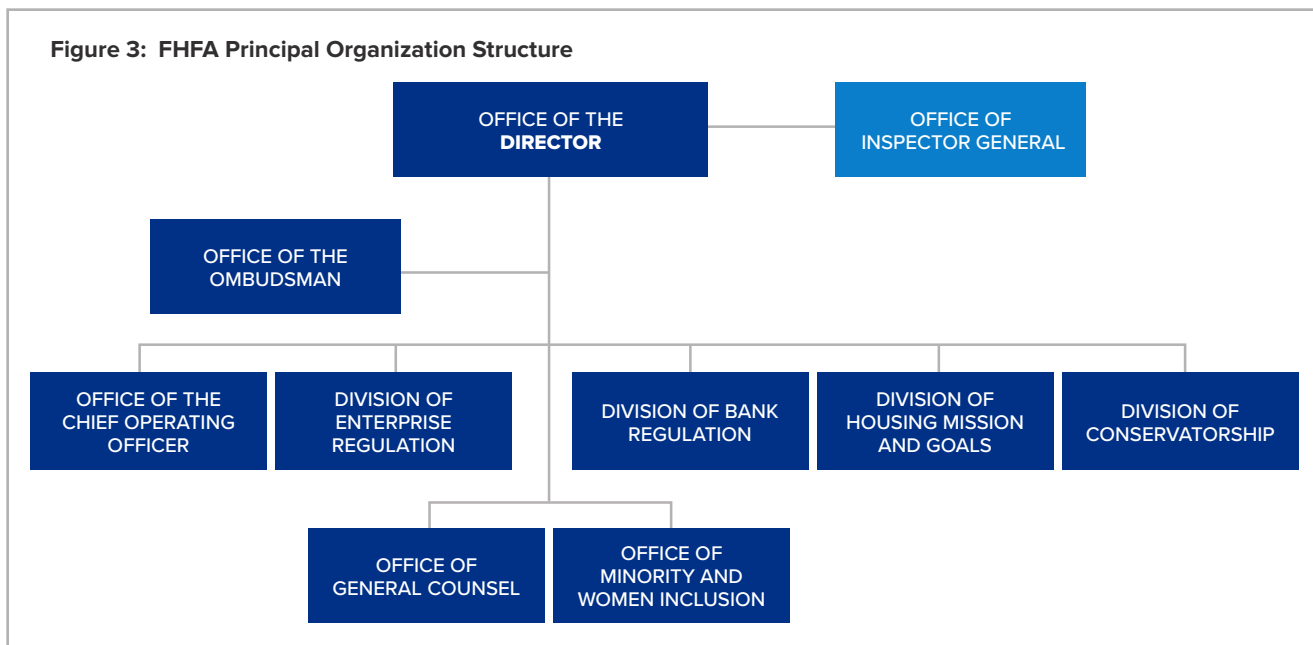 Figure 3: FHFA Principal Organization Structure
OFFICE OF THE
DIRECTOR
OFFICE OF
INSPECTOR GENERAL
OFFICE OF THE
OMBUDSMAN
OFFICE OF THE
CHIEF OPERATING
OFFICER
DIVISION OF
ENTERPRISE
REGULATION
DIVISION OF BANK
REGULATION
DIVISION OF
HOUSING MISSION
AND GOALS
DIVISION OF
CONSERVATORSHIP
OFFICE OF
GENERAL COUNSEL
OFFICE OF
MINORITY AND
WOMEN INCLUSION